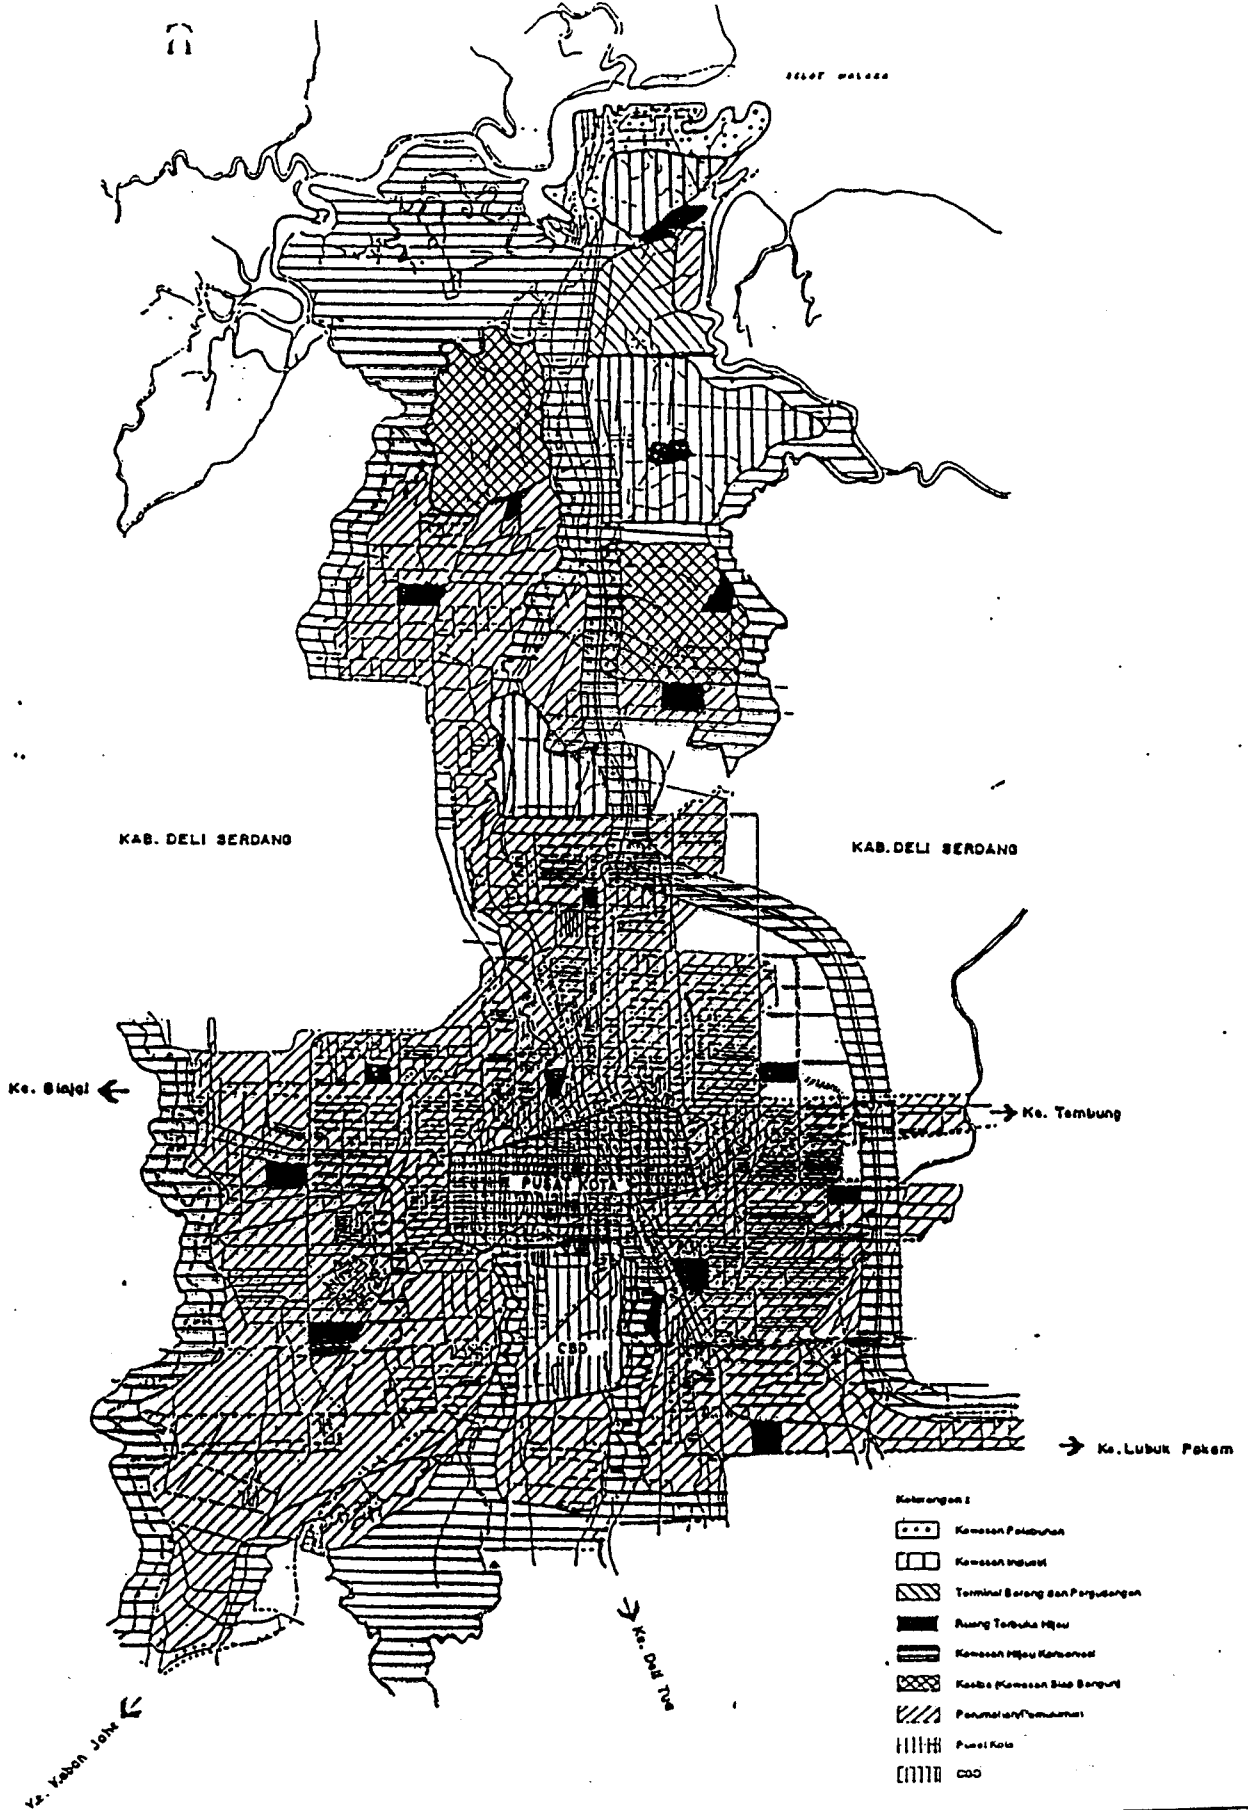 SELAT MALAKA
KAB. DELI SERDANG
KAB. DELI SERDANG
Ke. Binjai
Ke. Tembung
PUSAT KOTA
CBD
Ke. Lubuk Pakam
Keterangan :
Kawasan Pelabuhan
Kawasan Industri
Terminal Barang dan Pergudangan
Ruang Terbuka Hijau
Kawasan Hijau Konservasi
Kasiba (Kawasan Siap Bangun)
Perumahan/Pemukiman
Pusat Kota
CBD
Ke. Deli Tua
Ke. Kaban Jahe